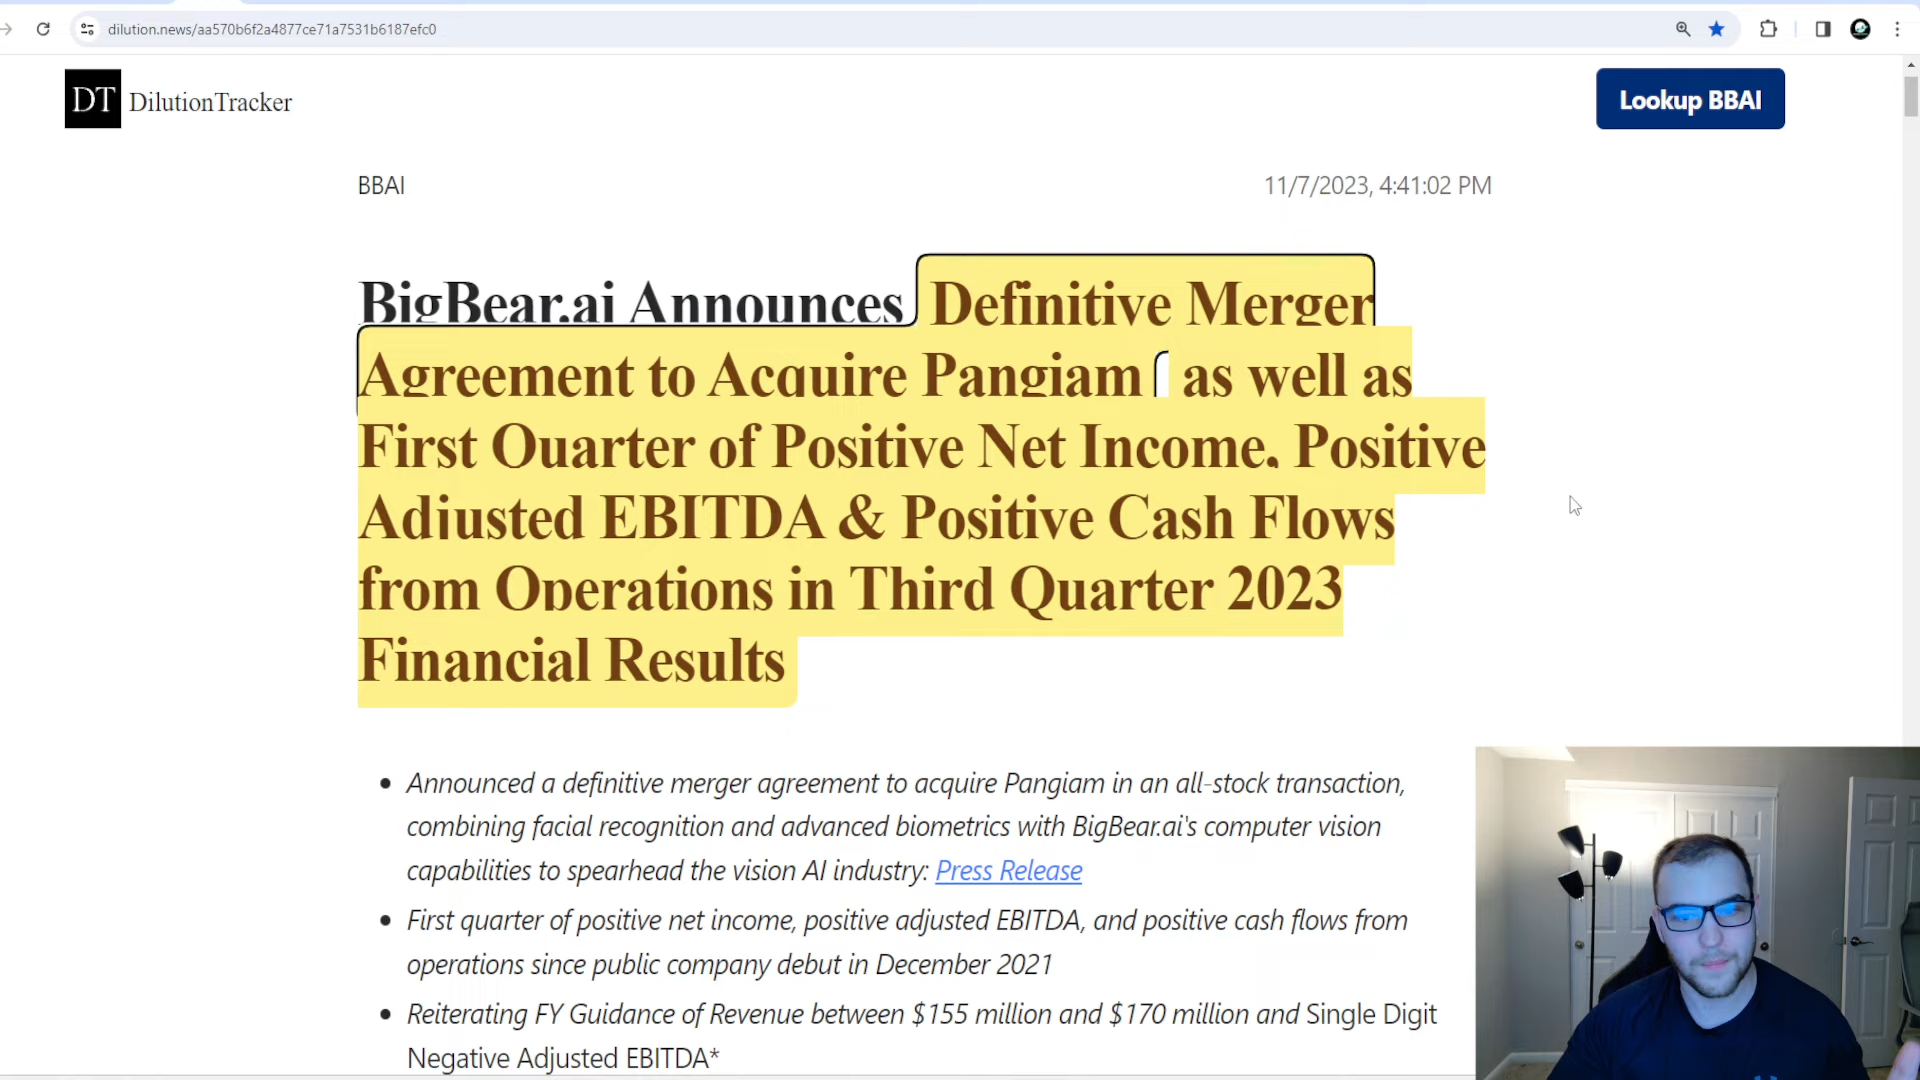 dilution.news/aa570b6f2a4877ce71a7531b6187efc0
DT DilutionTracker
Lookup BBAI
BBAI
11/7/2023, 4:41:02 PM
BigBear.ai Announces Definitive Merger
Agreement to Acquire Pangiam as well as
First Quarter of Positive Net Income, Positive
Adjusted EBITDA & Positive Cash Flows
from Operations in Third Quarter 2023
Financial Results
• Announced a definitive merger agreement to acquire Pangiam in an all-stock transaction,
combining facial recognition and advanced biometrics with BigBear.ai's computer vision
capabilities to spearhead the vision AI industry: Press Release
• First quarter of positive net income, positive adjusted EBITDA, and positive cash flows from
operations since public company debut in December 2021
• Reiterating FY Guidance of Revenue between $155 million and $170 million and Single Digit
Negative Adjusted EBITDA*